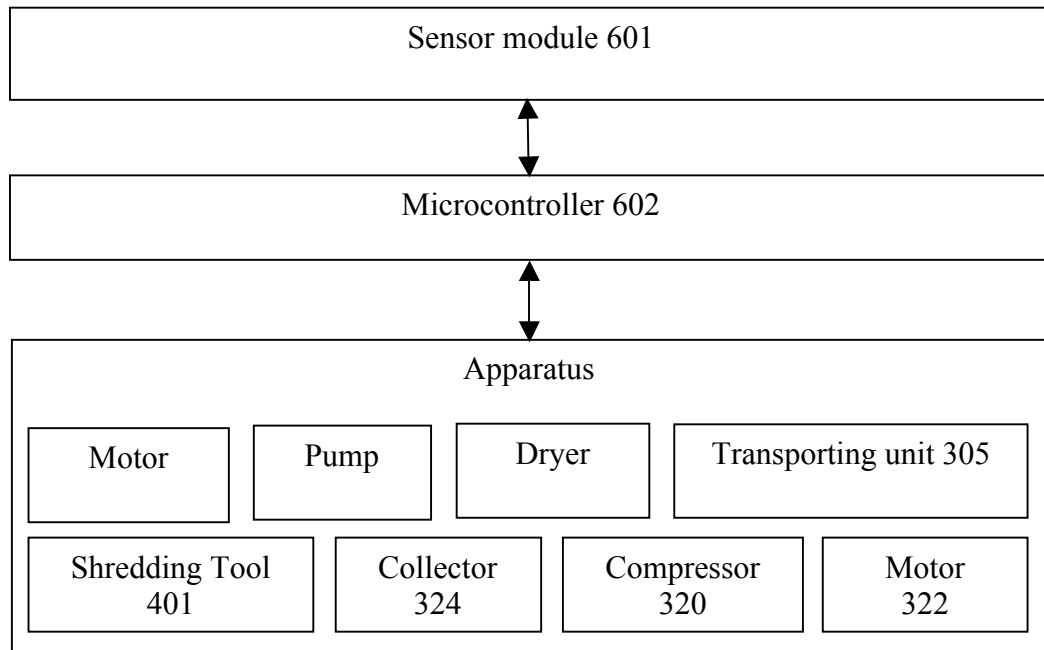 Sensor module 601
Microcontroller 602
Apparatus
Motor
Pump
Dryer
Transporting unit 305
Shredding Tool
401
Collector
324
Compressor
320
Motor
322